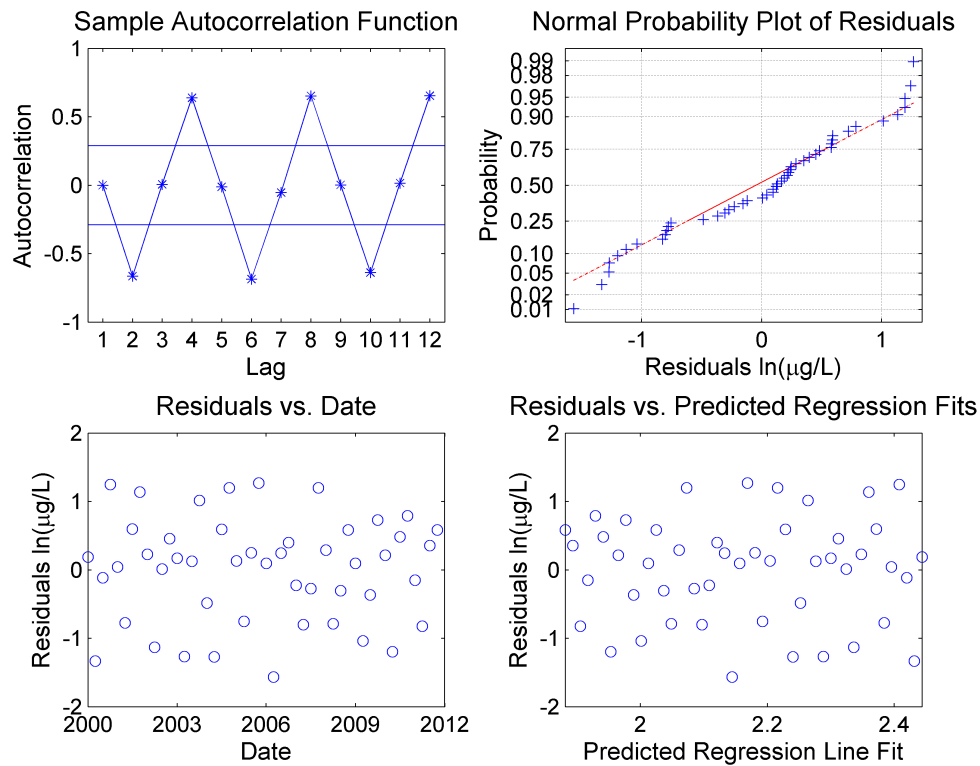 Sample Autocorrelation Function
1
0.5
0
-0.5
-1
Autocorrelation
1 2 3 4 5 6 7 8 9 10 11 12
Lag
Normal Probability Plot of Residuals
0.99
0.98
0.95
0.90
0.75
0.50
0.25
0.10
0.05
0.02
0.01
Probability
-1 0 1
Residuals ln(μg/L)
Residuals vs. Date
2
1
0
-1
-2
Residuals ln(μg/L)
2000 2003 2006 2009 2012
Date
Residuals vs. Predicted Regression Fits
2
1
0
-1
-2
Residuals ln(μg/L)
2 2.2 2.4
Predicted Regression Line Fit